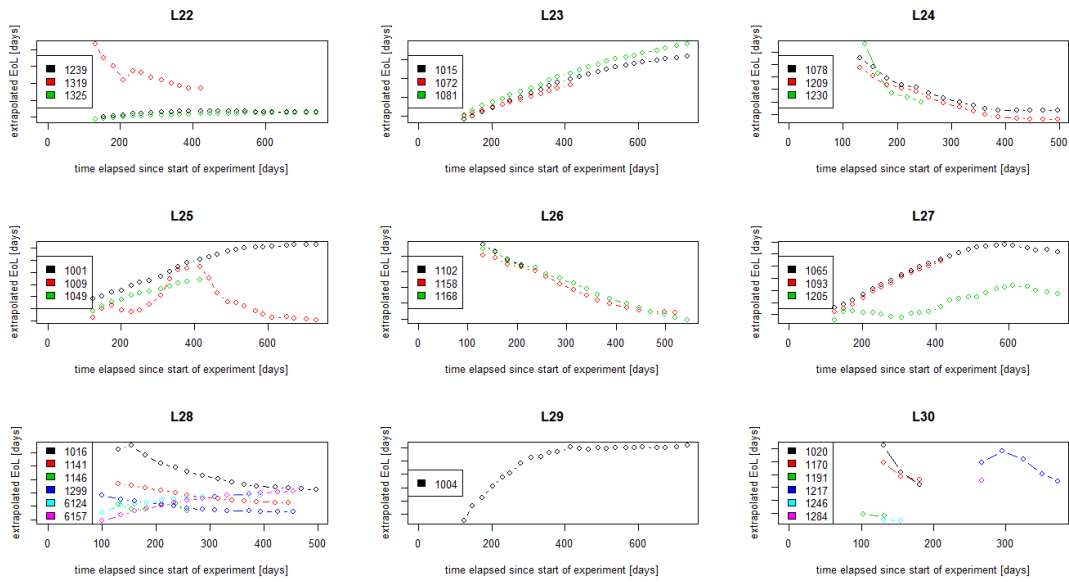 L22
L23
L24
extrapolated EoL [days]
1239
1319
1325
0 200 400 600
time elapsed since start of experiment [days]
extrapolated EoL [days]
1015
1072
1081
0 200 400 600
time elapsed since start of experiment [days]
extrapolated EoL [days]
1078
1209
1230
0 100 200 300 400 500
time elapsed since start of experiment [days]
L25
L26
L27
extrapolated EoL [days]
1001
1009
1049
0 200 400 600
time elapsed since start of experiment [days]
extrapolated EoL [days]
1102
1158
1168
0 100 200 300 400 500
time elapsed since start of experiment [days]
extrapolated EoL [days]
1065
1093
1205
0 200 400 600
time elapsed since start of experiment [days]
L28
L29
L30
extrapolated EoL [days]
1016
1141
1146
1299
6124
6157
0 100 200 300 400 500
time elapsed since start of experiment [days]
extrapolated EoL [days]
1004
0 200 400 600
time elapsed since start of experiment [days]
extrapolated EoL [days]
1020
1170
1191
1217
1246
1284
0 100 200 300
time elapsed since start of experiment [days]